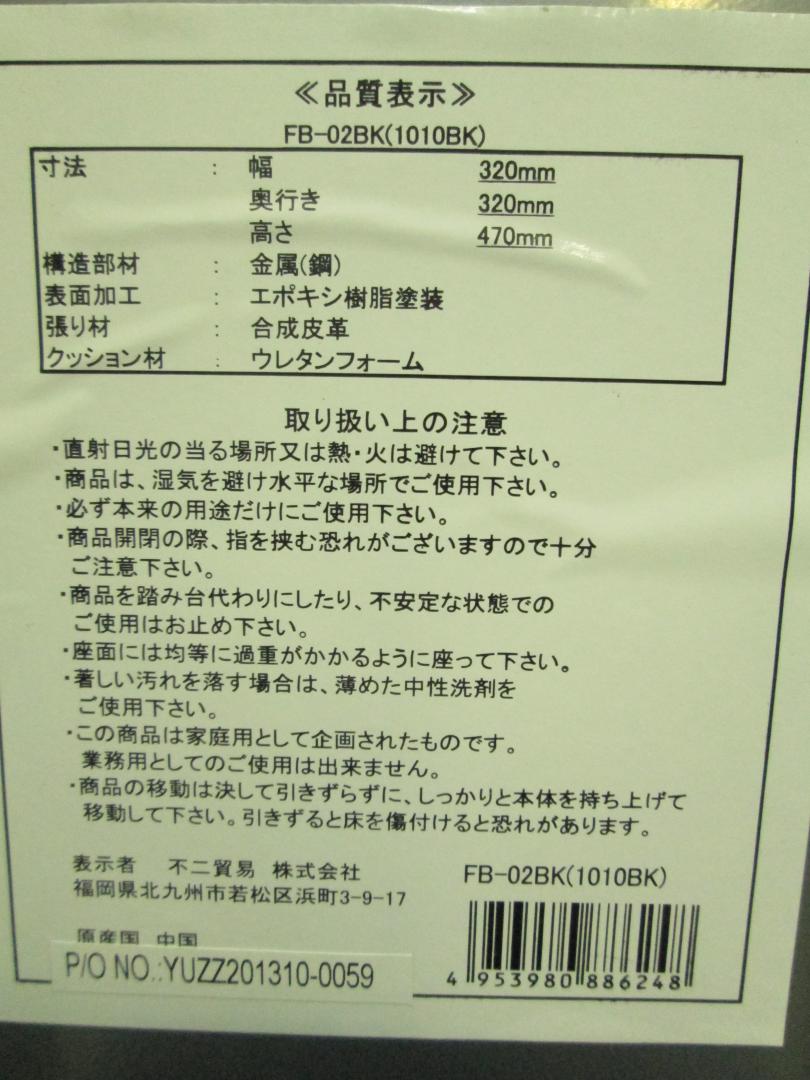 ≪品質表示≫
FB-02BK(1010BK)
寸法 : 幅 320mm
奥行き 320mm
高さ 470mm
構造部材 : 金属(鋼)
表面加工 : エポキシ樹脂塗装
張り材 : 合成皮革
クッション材 : ウレタンフォーム
取り扱い上の注意
・直射日光の当る場所又は熱・火は避けて下さい。
・商品は、湿気を避け水平な場所でご使用下さい。
・必ず本来の用途だけにご使用下さい。
・商品開閉の際、指を挟む恐れがございますので十分
ご注意下さい。
・商品を踏み台代わりにしたり、不安定な状態での
ご使用はお止め下さい。
・座面には均等に過重がかかるように座って下さい。
・著しい汚れを落す場合は、薄めた中性洗剤を
ご使用下さい。
・この商品は家庭用として企画されたものです。
業務用としてのご使用は出来ません。
・商品の移動は決して引きずらずに、しっかりと本体を持ち上げて
移動して下さい。引きずると床を傷付けると恐れがあります。
表示者 不二貿易 株式会社
福岡県北九州市若松区浜町3-9-17
原産国 中国
P/O NO.:YUZZ201310-0059
FB-02BK(1010BK)
4 953980 886248